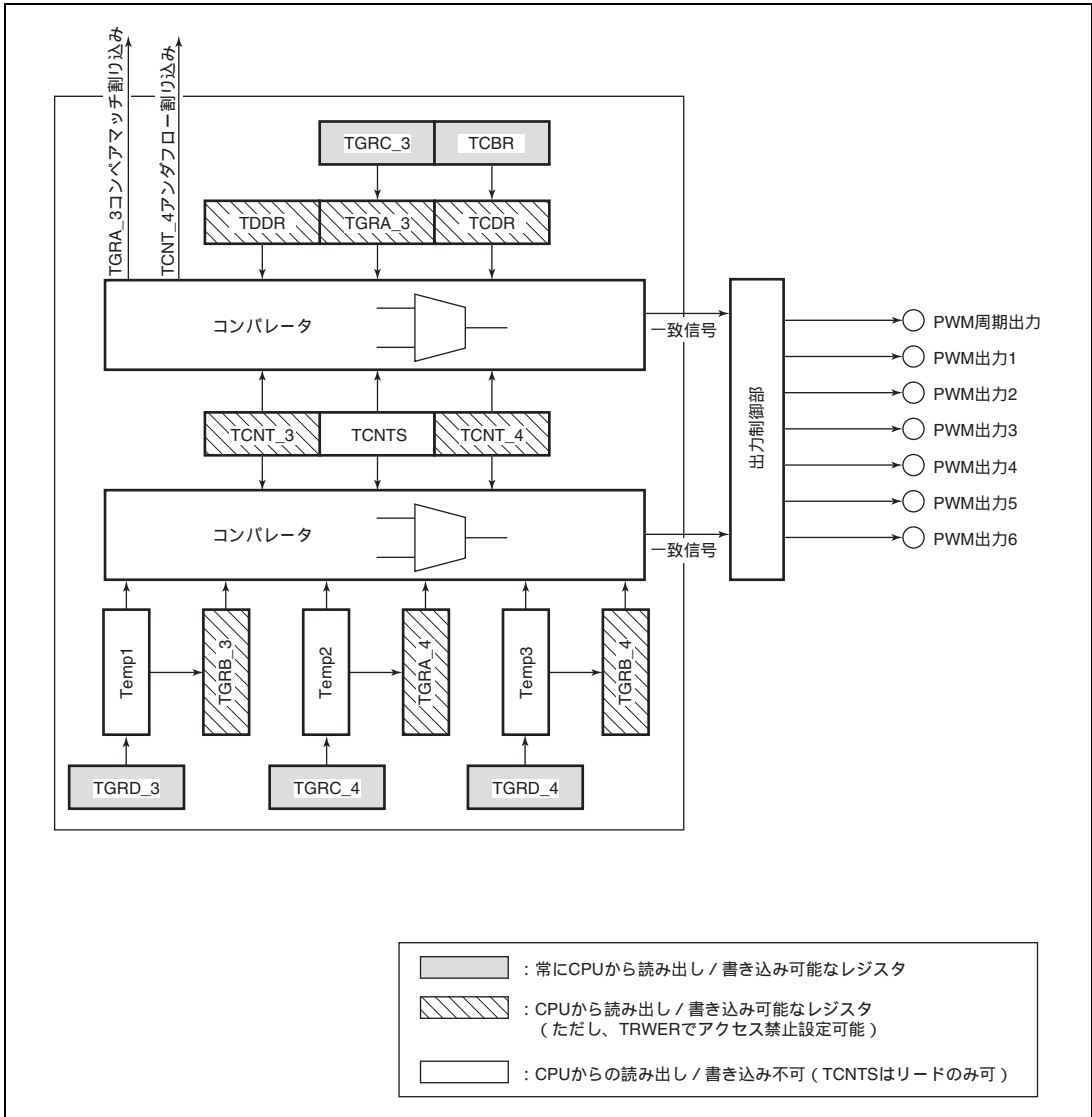 TGRA_3コンペアマッチ割り込み
TCNT_4アンダフロー割り込み
TGRC_3
TCBR
TDDR
TGRA_3
TCDR
コンパレータ
一致信号
TCNT_3
TCNTS
TCNT_4
コンパレータ
一致信号
出力制御部
PWM周期出力
PWM出力1
PWM出力2
PWM出力3
PWM出力4
PWM出力5
PWM出力6
Temp1
TGRB_3
Temp2
TGRA_4
Temp3
TGRB_4
TGRD_3
TGRC_4
TGRD_4
：常にCPUから読み出し / 書き込み可能なレジスタ
：CPUから読み出し / 書き込み可能なレジスタ
（ただし、TRWERでアクセス禁止設定可能）
：CPUからの読み出し / 書き込み不可（TCNTSはリードのみ可）